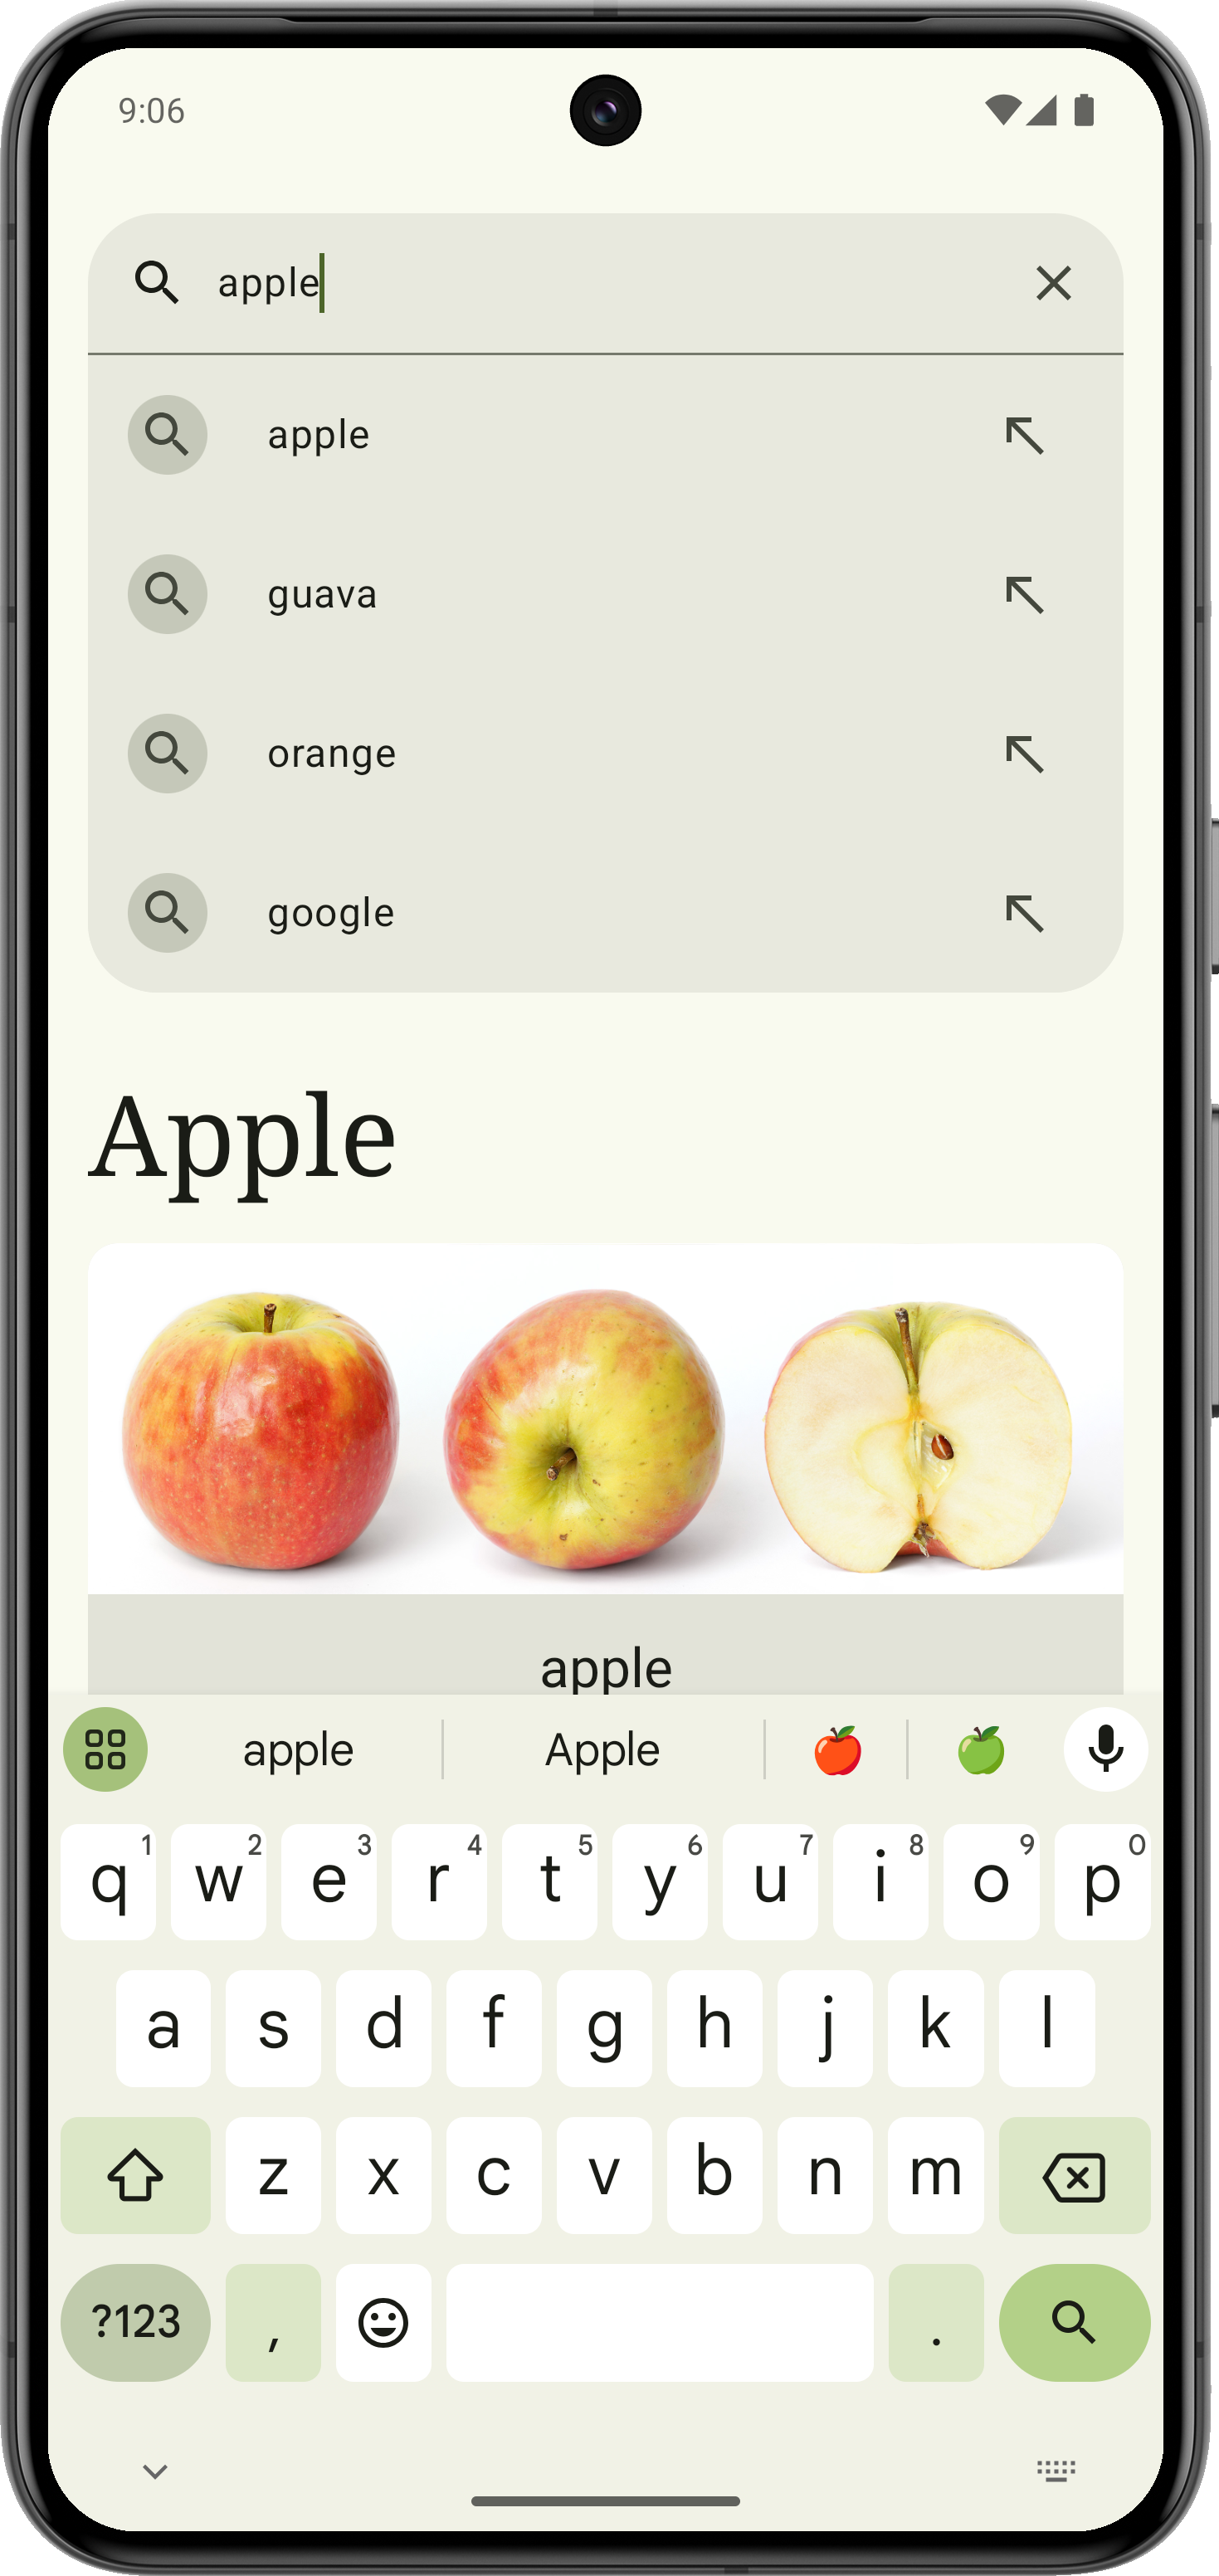 9:06
apple
apple
guava
orange
google
Apple
apple
apple Apple 🍎 🍏
q 1 w 2 e 3 r 4 t 5 y 6 u 7 i 8 o 9 p 0
a s d f g h j k l
z x c v b n m
?123 , .